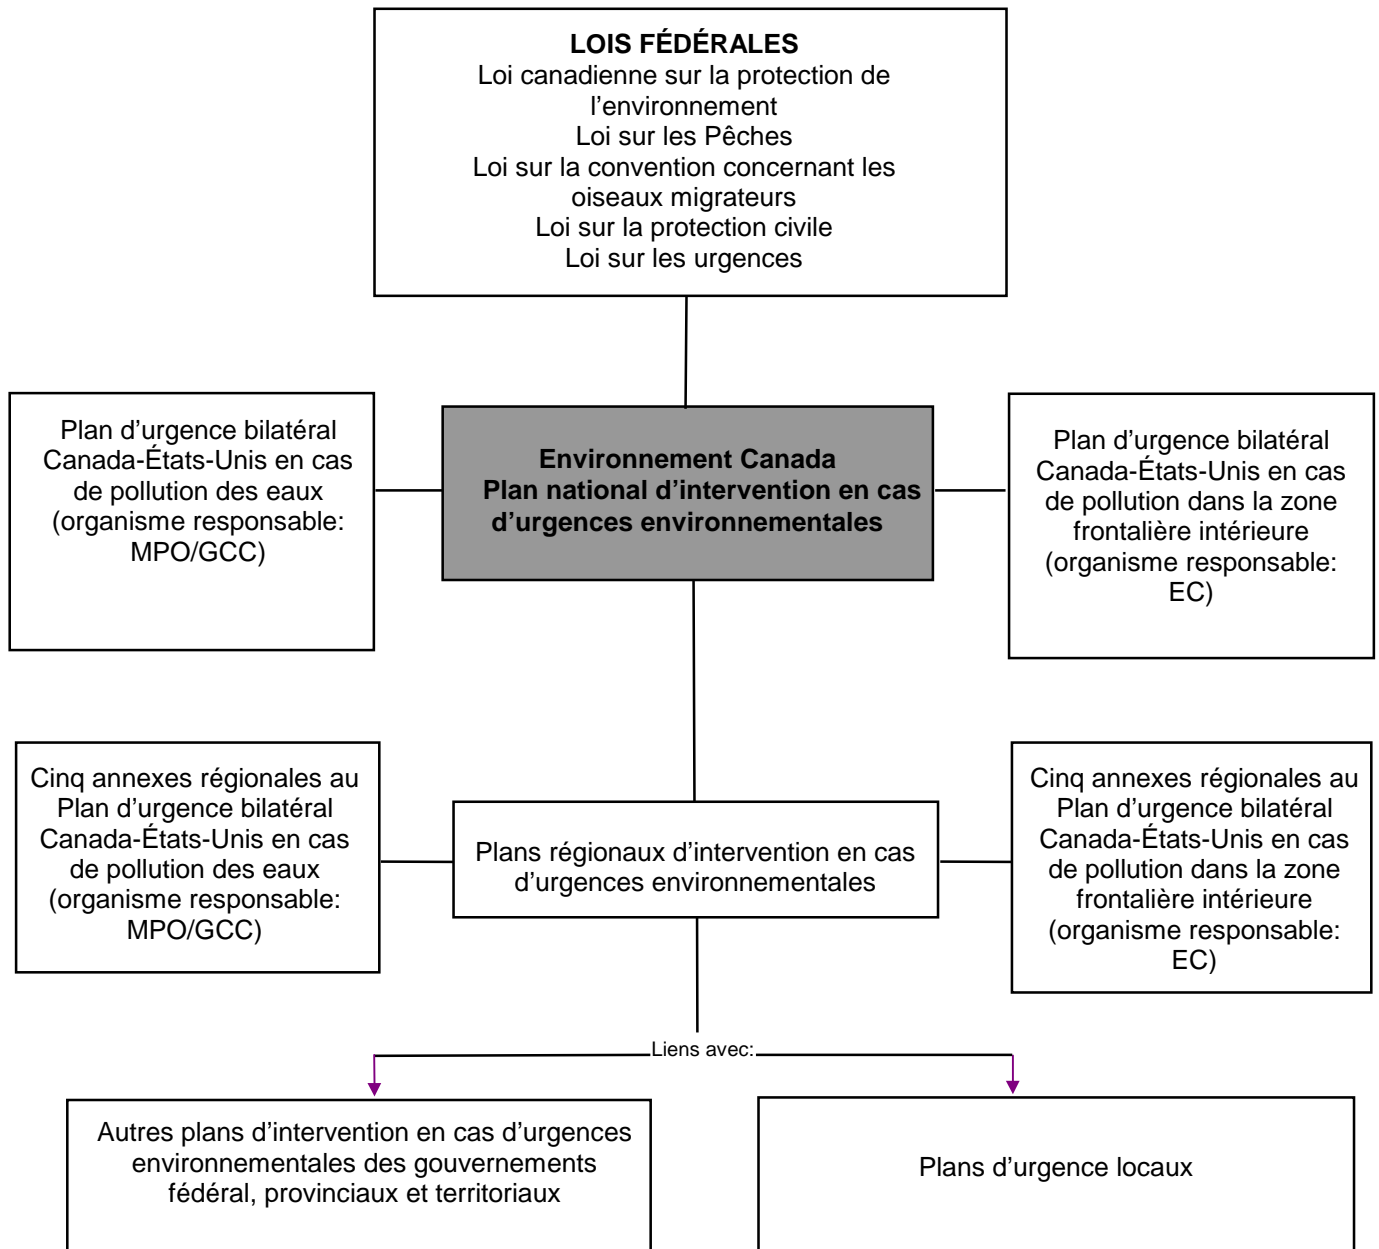 LOIS FÉDÉRALES
Loi canadienne sur la protection de
l’environnement
Loi sur les Pêches
Loi sur la convention concernant les
oiseaux migrateurs
Loi sur la protection civile
Loi sur les urgences
Plan d’urgence bilatéral
Canada-États-Unis en cas
de pollution des eaux
(organisme responsable:
MPO/GCC)
Environnement Canada
Plan national d’intervention en cas
d’urgences environnementales
Plan d’urgence bilatéral
Canada-États-Unis en cas
de pollution dans la zone
frontalière intérieure
(organisme responsable:
EC)
Cinq annexes régionales au
Plan d’urgence bilatéral
Canada-États-Unis en cas
de pollution des eaux
(organisme responsable:
MPO/GCC)
Plans régionaux d’intervention en cas
d’urgences environnementales
Cinq annexes régionales au
Plan d’urgence bilatéral
Canada-États-Unis en cas
de pollution dans la zone
frontalière intérieure
(organisme responsable:
EC)
Liens avec:
Autres plans d’intervention en cas d’urgences
environnementales des gouvernements
fédéral, provinciaux et territoriaux
Plans d’urgence locaux